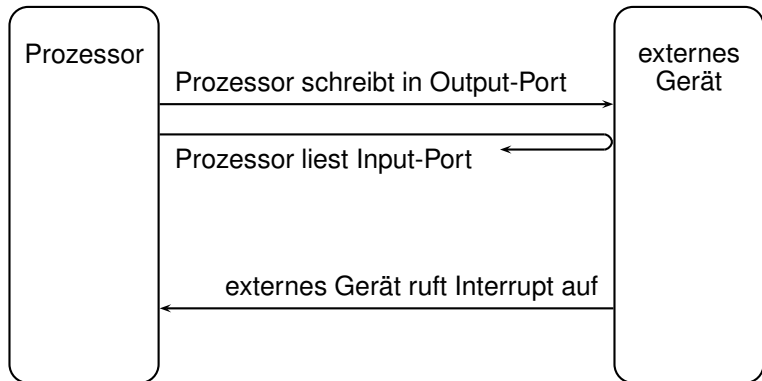 Prozessor
externes
Gerät
Prozessor schreibt in Output-Port
Prozessor liest Input-Port
externes Gerät ruft Interrupt auf